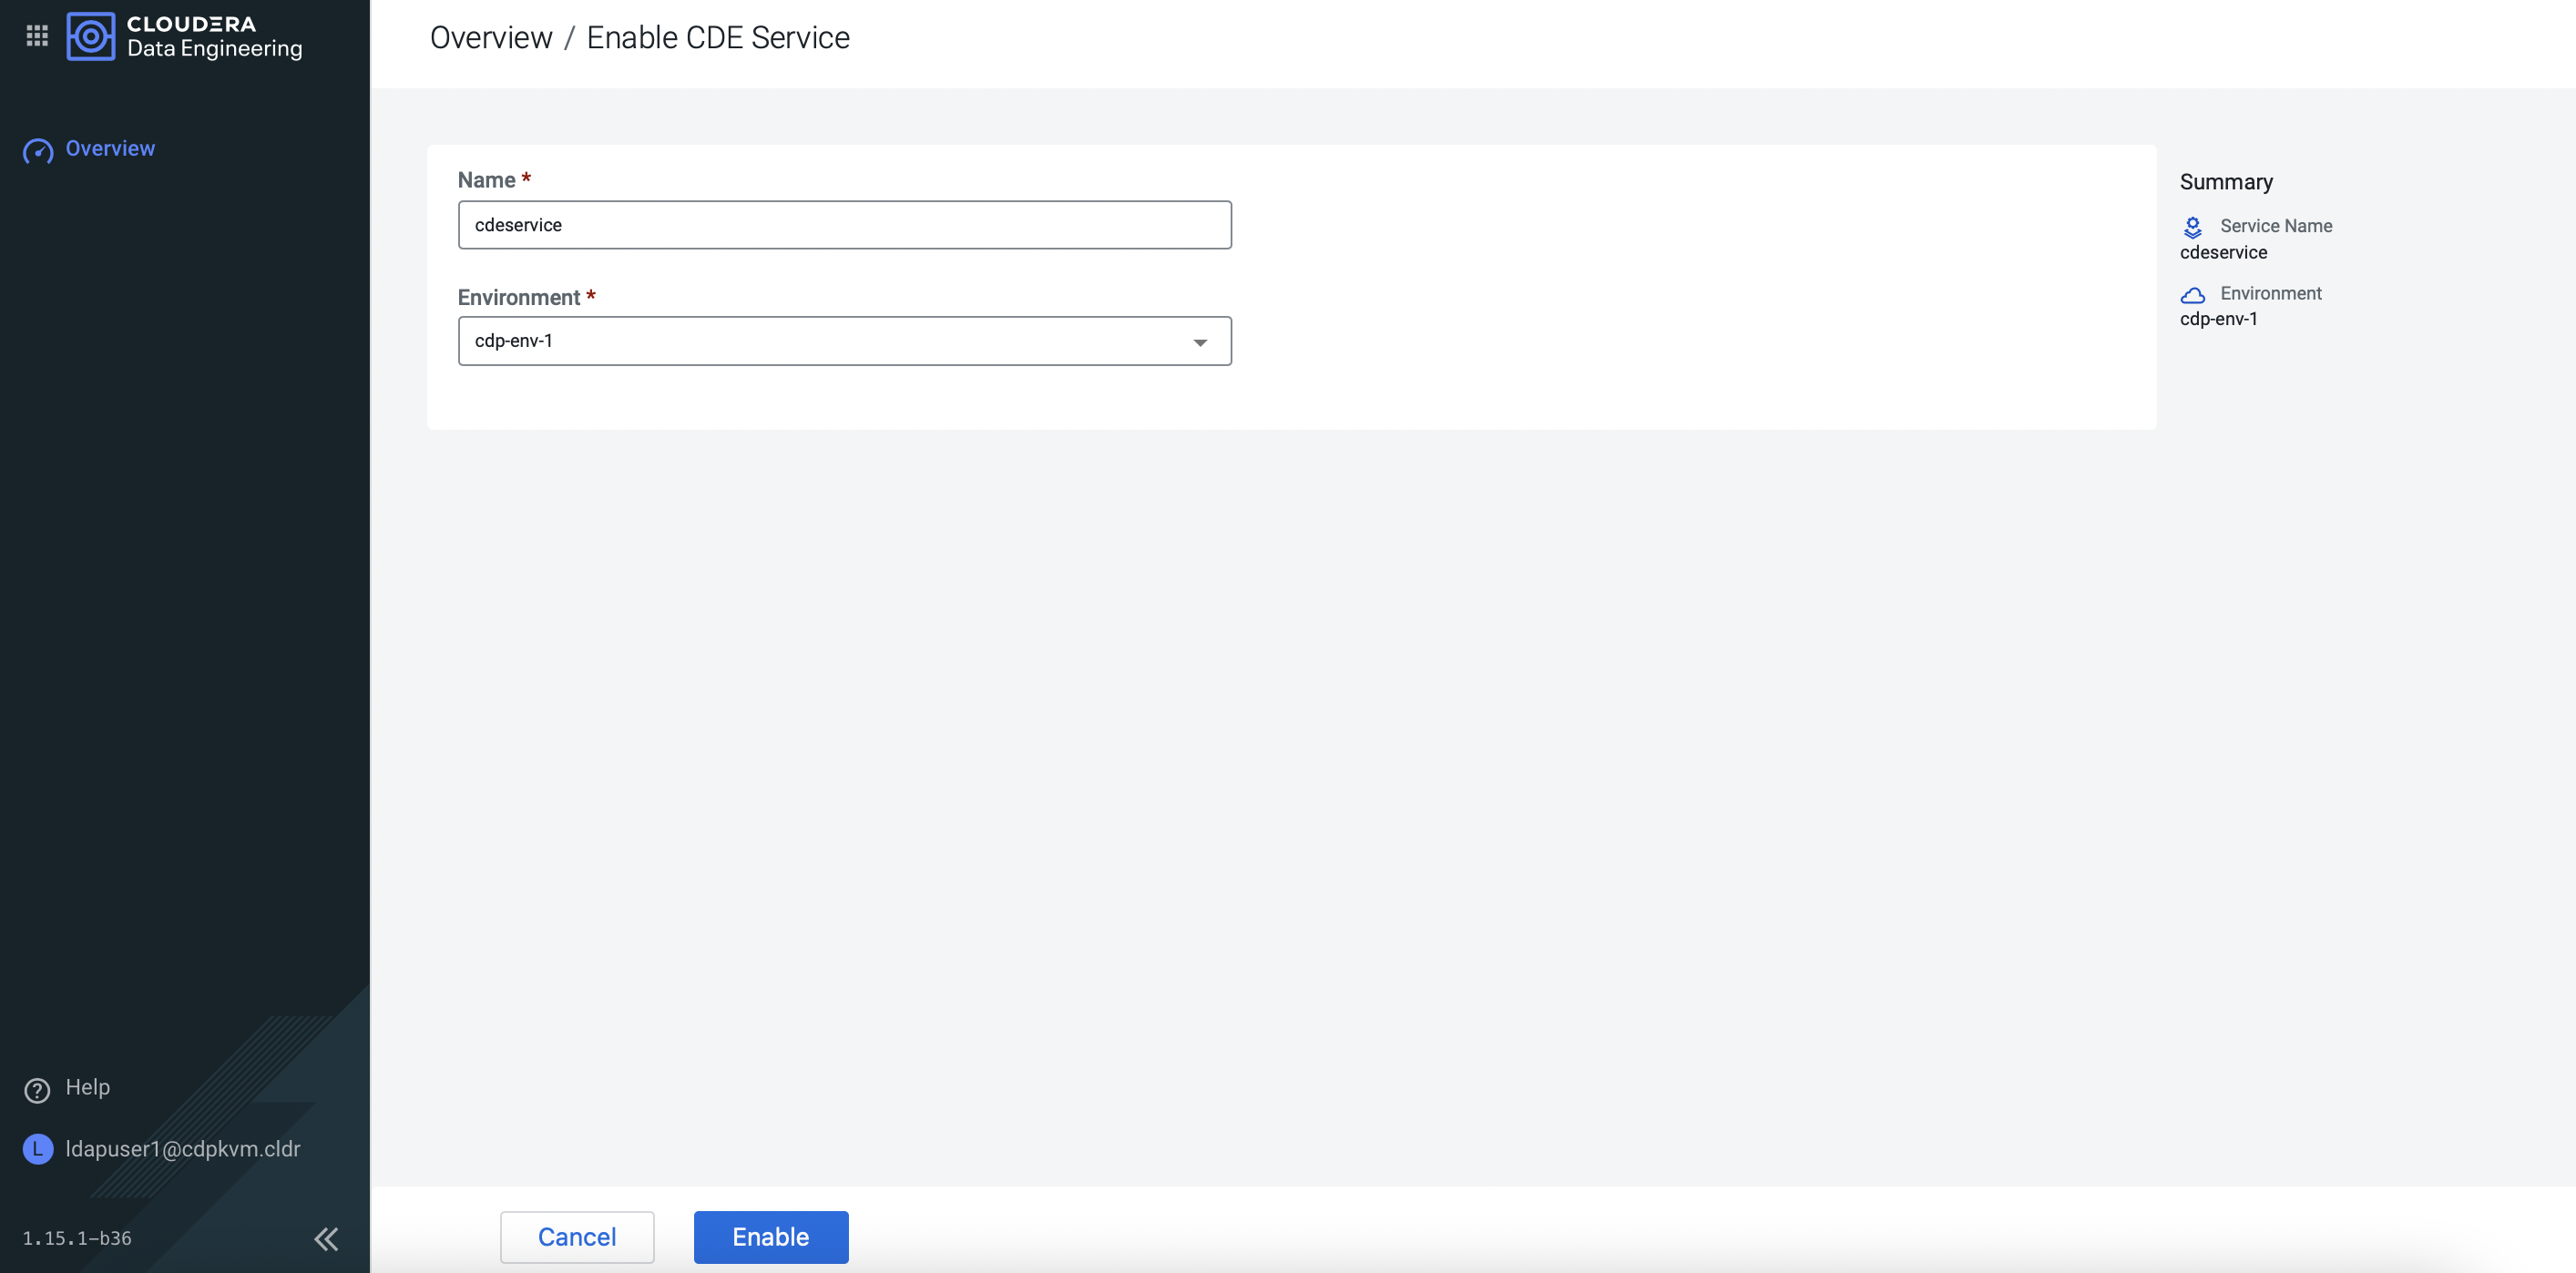 CLOUDERA
Data Engineering
Overview
Help
L
ldapuser1@cdpkvm.cldr
1.15.1-b36
Overview / Enable CDE Service
Name *
cdeservice
Environment *
cdp-env-1
Summary
Service Name
cdeservice
Environment
cdp-env-1
Cancel
Enable